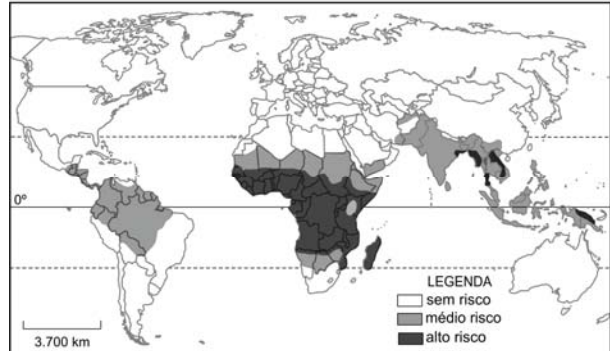 0º
LEGENDA
sem risco
médio risco
alto risco
3.700 km